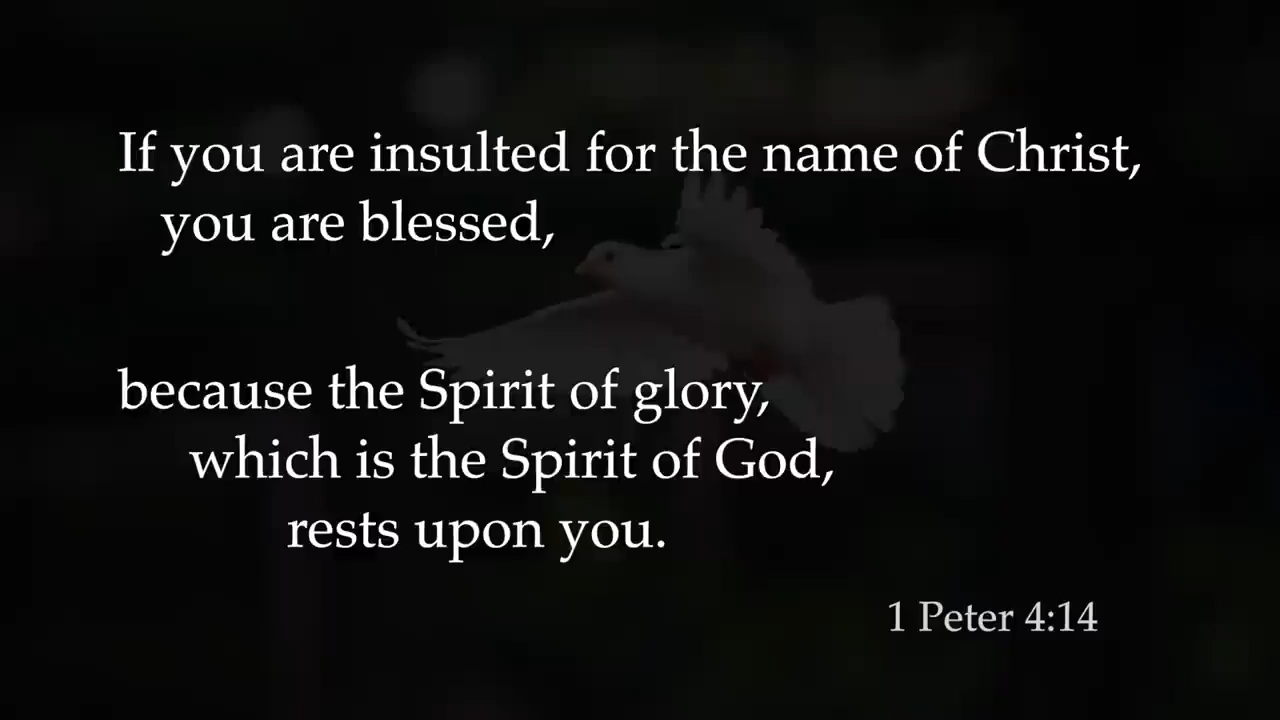 If you are insulted for the name of Christ,
you are blessed,
because the Spirit of glory,
which is the Spirit of God,
rests upon you.
1 Peter 4:14